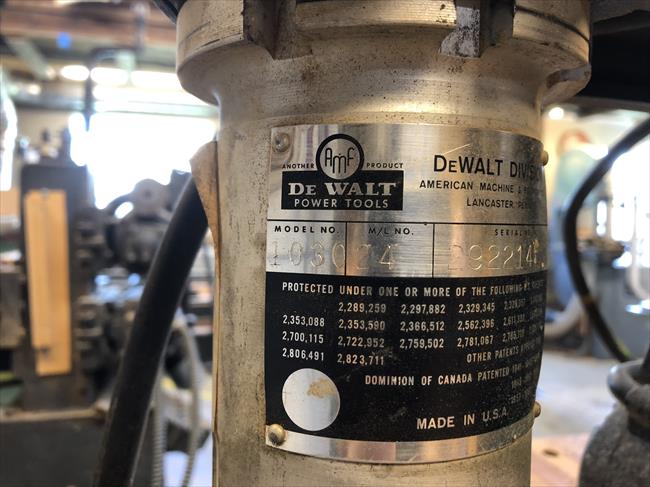 AMF
ANOTHER PRODUCT
DE WALT
POWER TOOLS
DEWALT
AMERICAN MACHINE &
LANCASTER,
MODEL NO. M/L NO. SERIAL
PROTECTED UNDER ONE OR MORE OF THE FOLLOWING
2,289,259 2,297,882 2,329,345
2,353,088 2,353,590 2,366,512 2,562,396
2,700,115 2,722,952 2,759,502 2,781,067
2,806,491 2,823,711 OTHER PATENTS
DOMINION OF CANADA PATENTED
MADE IN U.S.A.